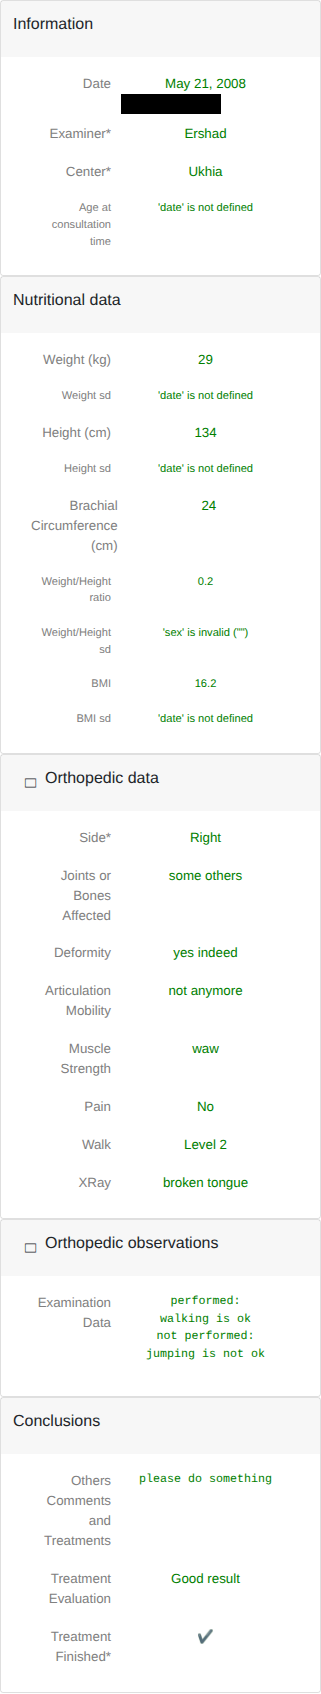 Information
Date May 21, 2008
Examiner* Ershad
Center* Ukhia
Age at 'date' is not defined
consultation
time
Nutritional data
Weight (kg) 29
Weight sd 'date' is not defined
Height (cm) 134
Height sd 'date' is not defined
Brachial 24
Circumference
(cm)
Weight/Height 0.2
ratio
Weight/Height 'sex' is invalid ("")
sd
BMI 16.2
BMI sd 'date' is not defined
Orthopedic data
Side* Right
Joints or some others
Bones
Affected
Deformity yes indeed
Articulation not anymore
Mobility
Muscle waw
Strength
Pain No
Walk Level 2
XRay broken tongue
Orthopedic observations
Examination performed:
Data walking is ok
not performed:
jumping is not ok
Conclusions
Others please do something
Comments
and
Treatments
Treatment Good result
Evaluation
Treatment ✔
Finished*